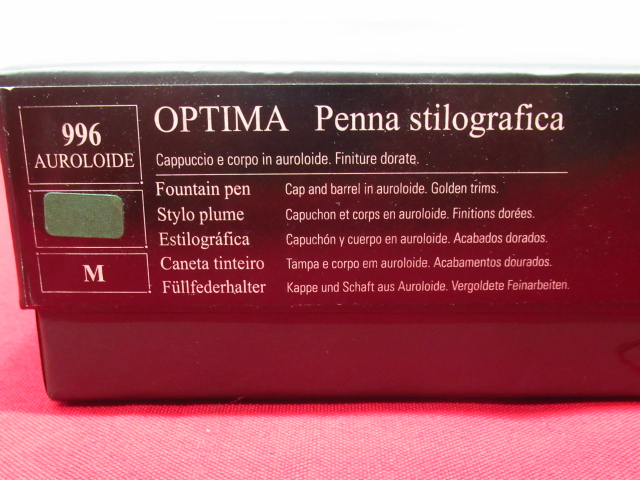 996
AUROLOIDE
M
OPTIMA Penna stilografica
Cappuccio e corpo in auroloide. Finiture dorate.
Fountain pen Cap and barrel in auroloide. Golden trims.
Stylo plume Capuchon et corps en auroloide. Finitions dorées.
Estilográfica Capuchón y cuerpo en auroloide. Acabados dorados.
Caneta tinteiro Tampa e corpo em auroloide. Acabamentos dourados.
Füllfederhalter Kappe und Schaft aus Auroloide. Vergoldete Feinarbeiten.